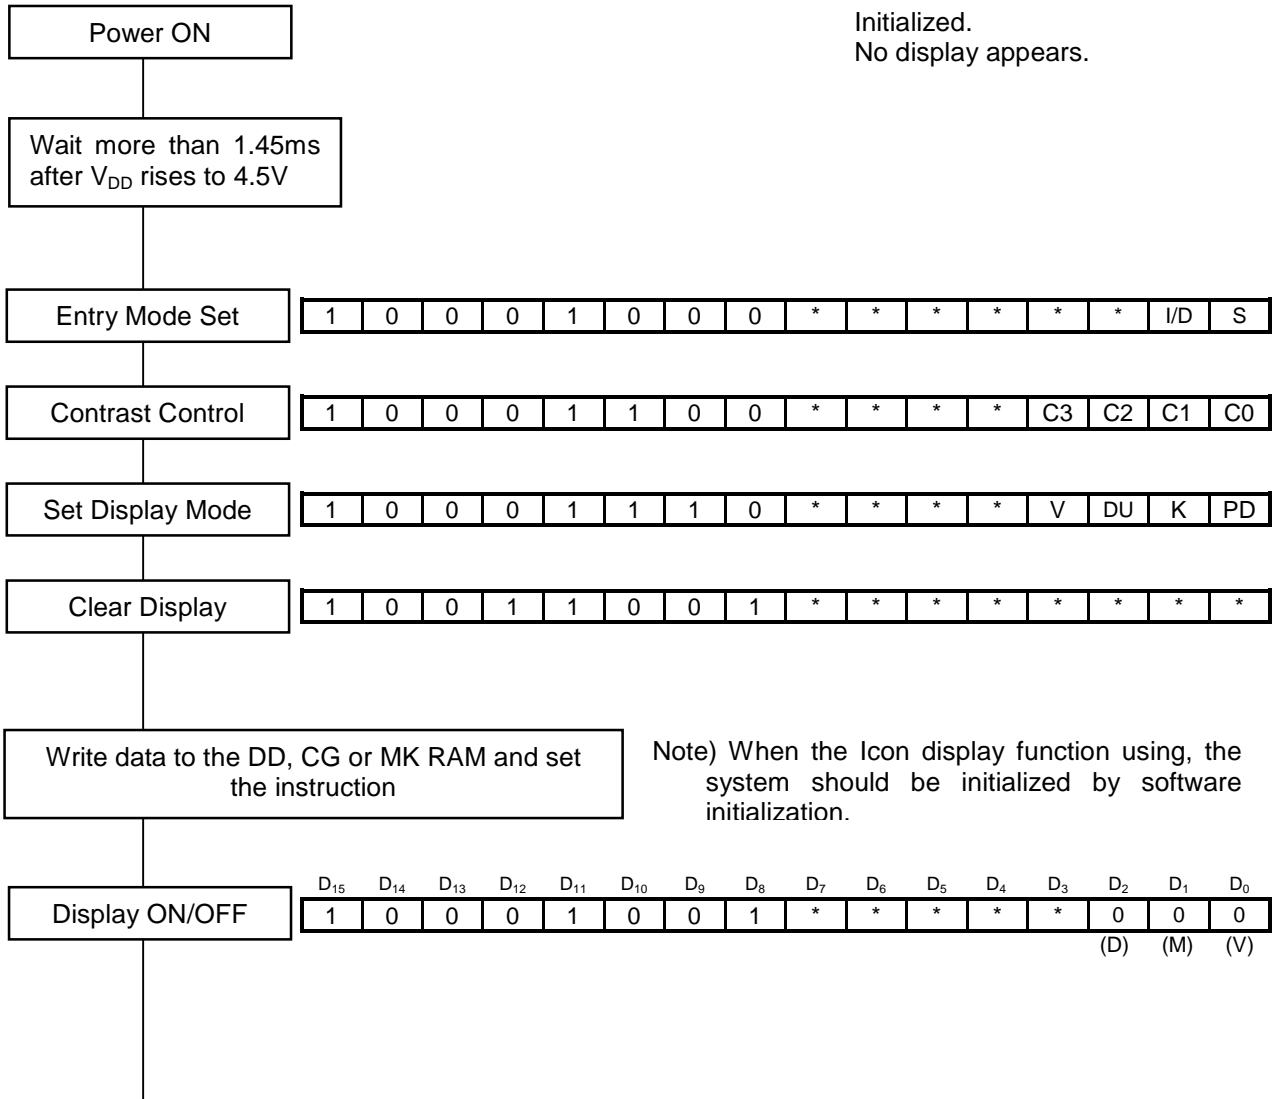 Power ON
Initialized.
No display appears.
Wait more than 1.45ms
after VDD rises to 4.5V
Entry Mode Set 1 0 0 0 1 0 0 0 * * * * * * I/D S
Contrast Control 1 0 0 0 1 1 0 0 * * * * C3 C2 C1 C0
Set Display Mode 1 0 0 0 1 1 1 0 * * * * V DU K PD
Clear Display 1 0 0 1 1 0 0 1 * * * * * * * *
Write data to the DD, CG or MK RAM and set
the instruction
Note) When the Icon display function using, the
system should be initialized by software
initialization.
D15 D14 D13 D12 D11 D10 D9 D8 D7 D6 D5 D4 D3 D2 D1 D0
Display ON/OFF 1 0 0 0 1 0 0 1 * * * * * 0 0 0
(D) (M) (V)